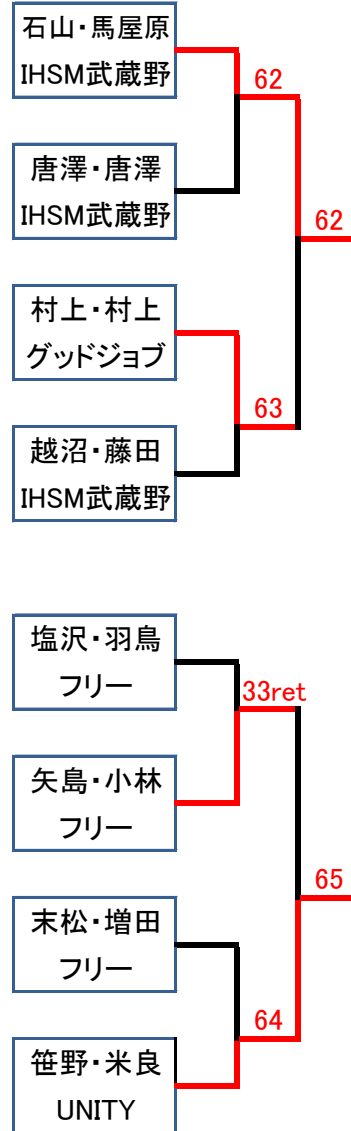 石山・馬屋原
IHSM武蔵野
62
唐澤・唐澤
IHSM武蔵野
62
村上・村上
グッドジョブ
63
越沼・藤田
IHSM武蔵野
塩沢・羽鳥
フリー
33ret
矢島・小林
フリー
65
末松・増田
フリー
64
笹野・米良
UNITY